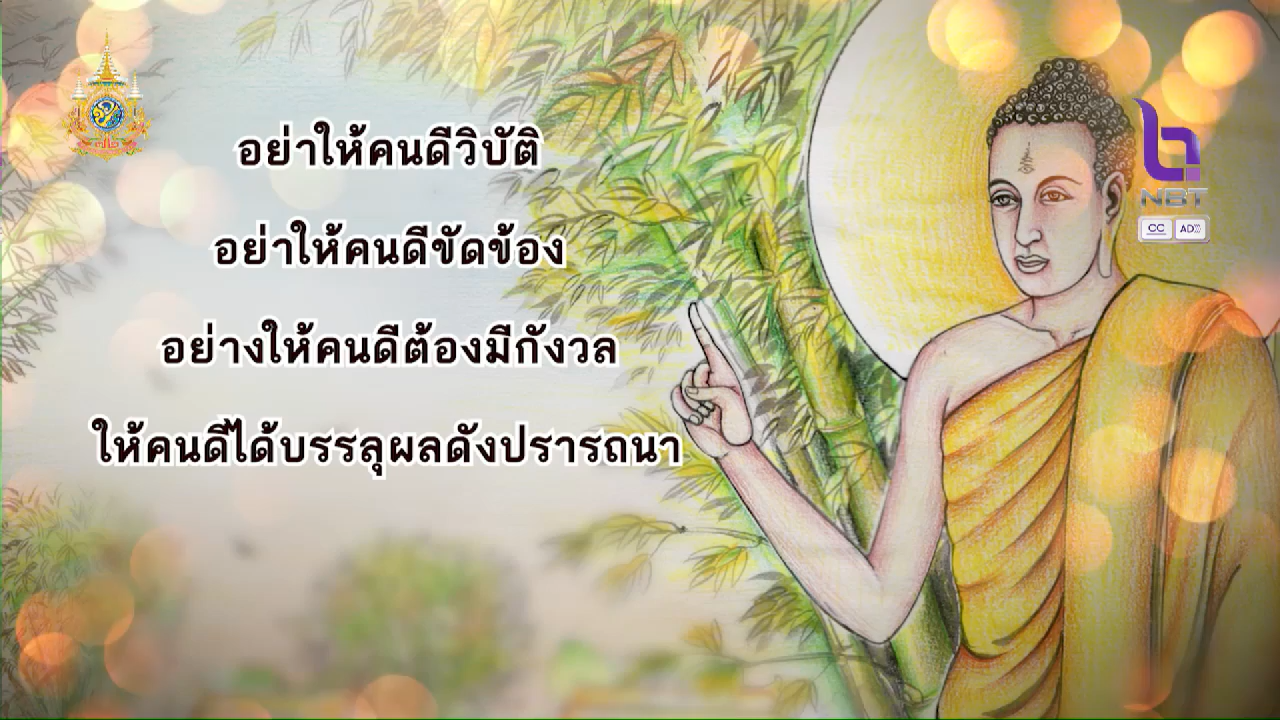 อย่าให้คนดีวิบัติ
อย่าให้คนดีขัดข้อง
อย่างให้คนดีต้องมีกังวล
ให้คนดีได้บรรลุผลดังปรารถนา
NBT
CC AD